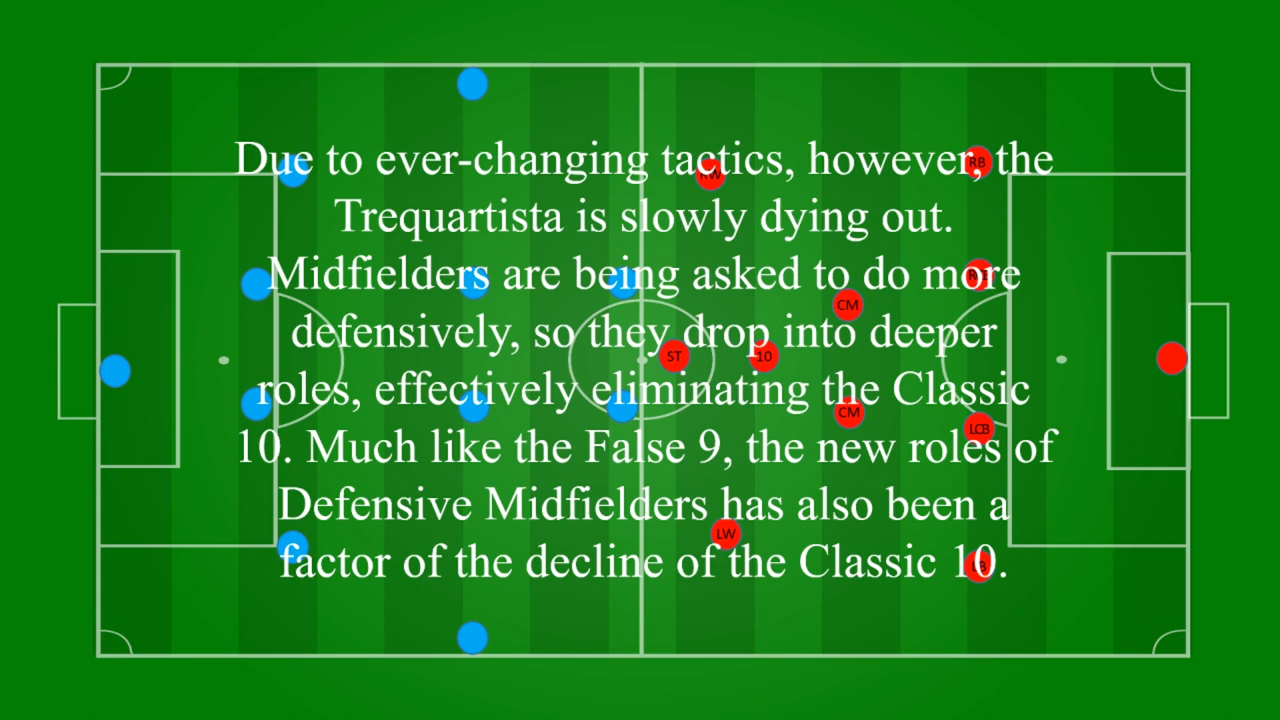 Due to ever-changing tactics, however, the
Trequartista is slowly dying out.
Midfielders are being asked to do more
defensively, so they drop into deeper
roles, effectively eliminating the Classic
10. Much like the False 9, the new roles of
Defensive Midfielders has also been a
factor of the decline of the Classic 10.
RW
RB
CM
ST
10
CM
LCB
LW